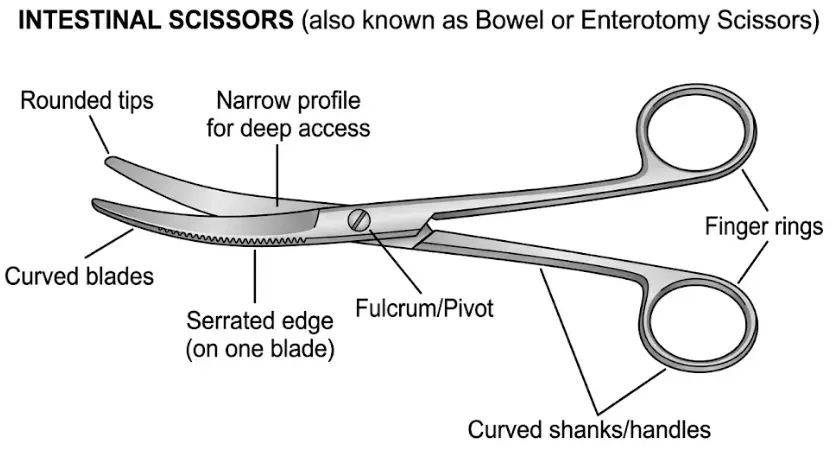 INTESTINAL SCISSORS (also known as Bowel or Enterotomy Scissors)
Rounded tips
Narrow profile
for deep access
Finger rings
Curved blades
Serrated edge
(on one blade)
Fulcrum/Pivot
Curved shanks/handles